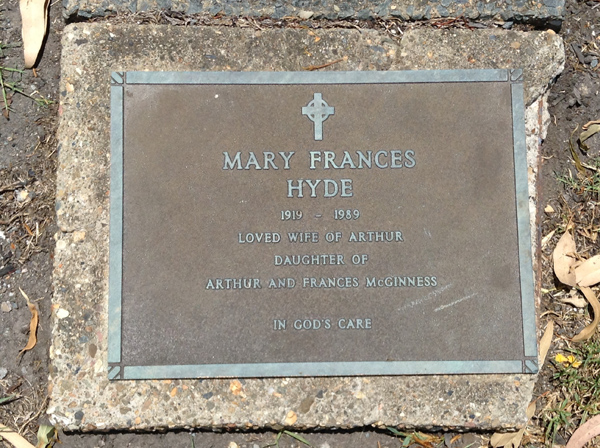 MARY FRANCES
HYDE
1919 - 1989
LOVED WIFE OF ARTHUR
DAUGHTER OF
ARTHUR AND FRANCES McGINNESS
IN GOD'S CARE